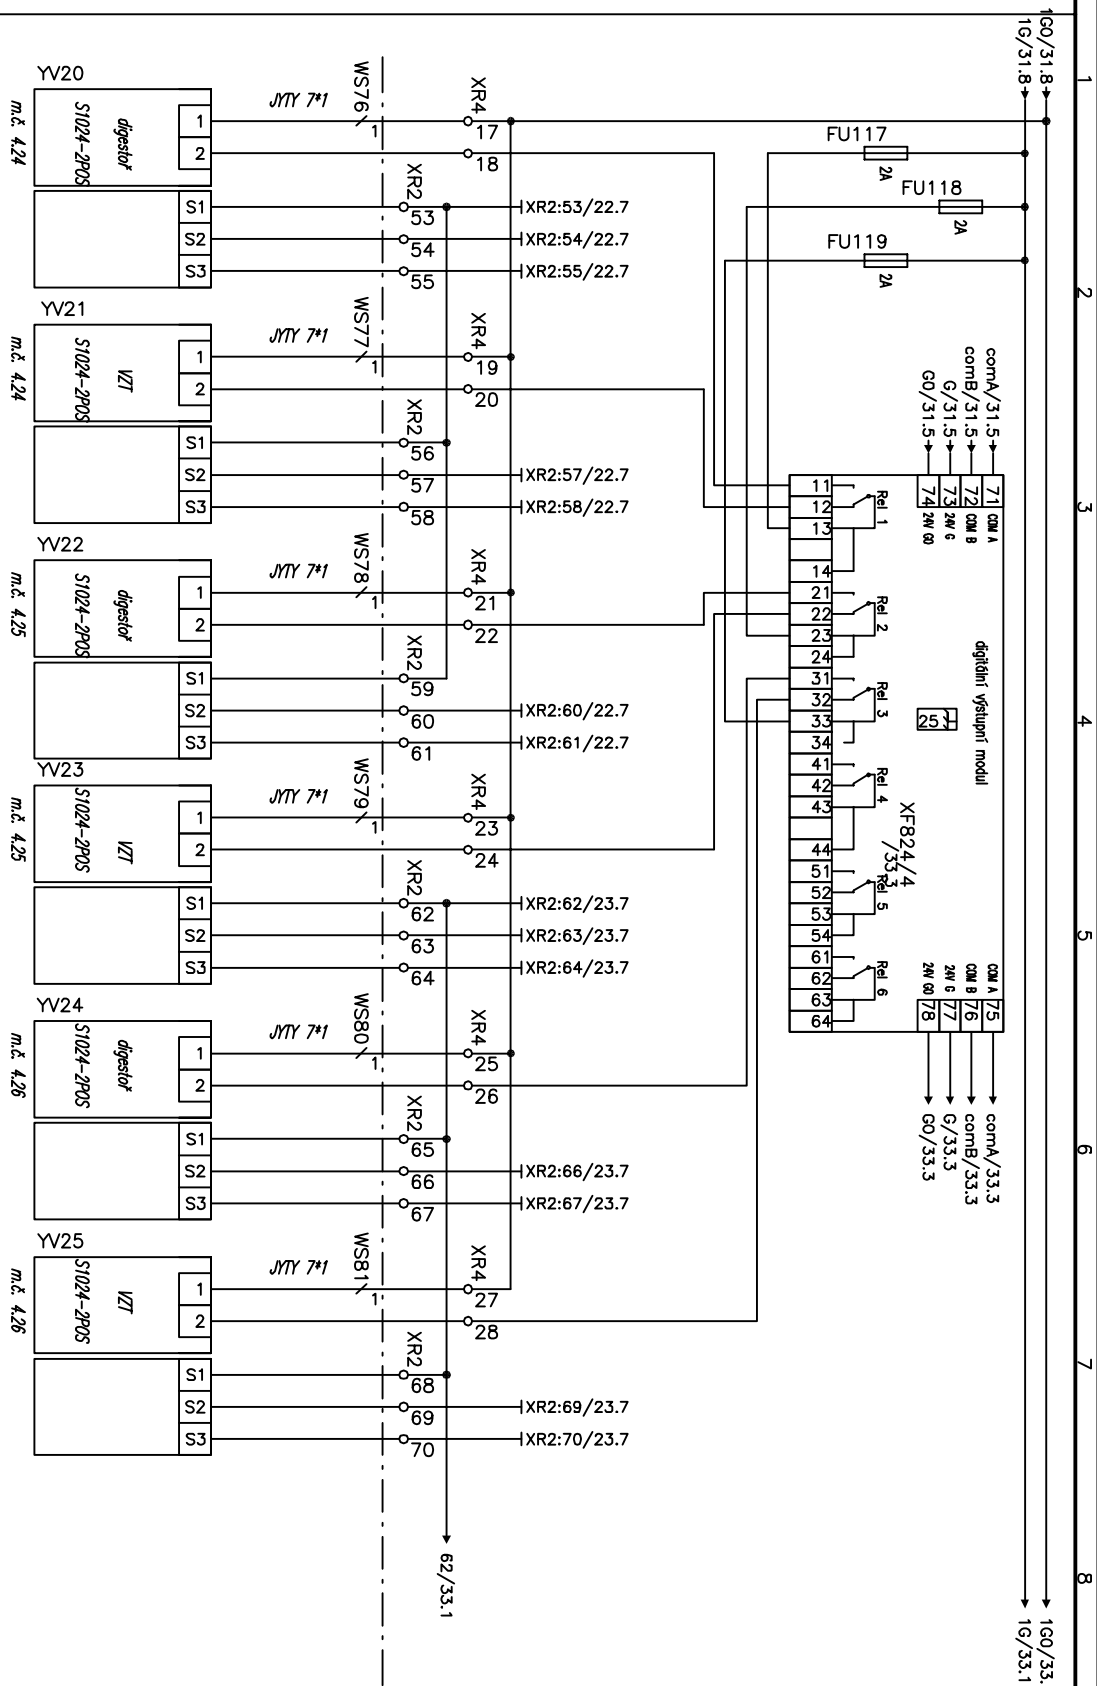 1
2
3
4
5
6
7
8
1G0/31.8
1G/31.8
1G0/33.
1G/33.1
FU117
2A
FU118
2A
FU119
2A
comA/31.5
comB/31.5
G/31.5
G0/31.5
71 COM A
72 COM B
73 24V G
74 24V G0
digitální výstupní modul
25
XF824/4
/33.3
COM A 75
COM B 76
24V G 77
24V G0 78
comA/33.3
comB/33.3
G/33.3
G0/33.3
11
12
13
14
Rel 1
21
22
23
24
Rel 2
31
32
33
34
Rel 3
41
42
43
44
Rel 4
51
52
53
54
Rel 5
61
62
63
64
Rel 6
YV20
digestoř
S1024-2POS
m.č. 4.24
1
2
S1
S2
S3
JYTY 7*1
WS76
1
XR4
17
18
XR2
53
54
55
XR2:53/22.7
XR2:54/22.7
XR2:55/22.7
YV21
VZT
S1024-2POS
m.č. 4.24
1
2
S1
S2
S3
JYTY 7*1
WS77
1
XR4
19
20
XR2
56
57
58
XR2:57/22.7
XR2:58/22.7
YV22
digestoř
S1024-2POS
m.č. 4.25
1
2
S1
S2
S3
JYTY 7*1
WS78
1
XR4
21
22
XR2
59
60
61
XR2:60/22.7
XR2:61/22.7
YV23
VZT
S1024-2POS
m.č. 4.25
1
2
S1
S2
S3
JYTY 7*1
WS79
1
XR4
23
24
XR2
62
63
64
XR2:62/23.7
XR2:63/23.7
XR2:64/23.7
YV24
digestoř
S1024-2POS
m.č. 4.26
1
2
S1
S2
S3
JYTY 7*1
WS80
1
XR4
25
26
XR2
65
66
67
XR2:66/23.7
XR2:67/23.7
YV25
VZT
S1024-2POS
m.č. 4.26
1
2
S1
S2
S3
JYTY 7*1
WS81
1
XR4
27
28
XR2
68
69
70
XR2:69/23.7
XR2:70/23.7
62/33.1